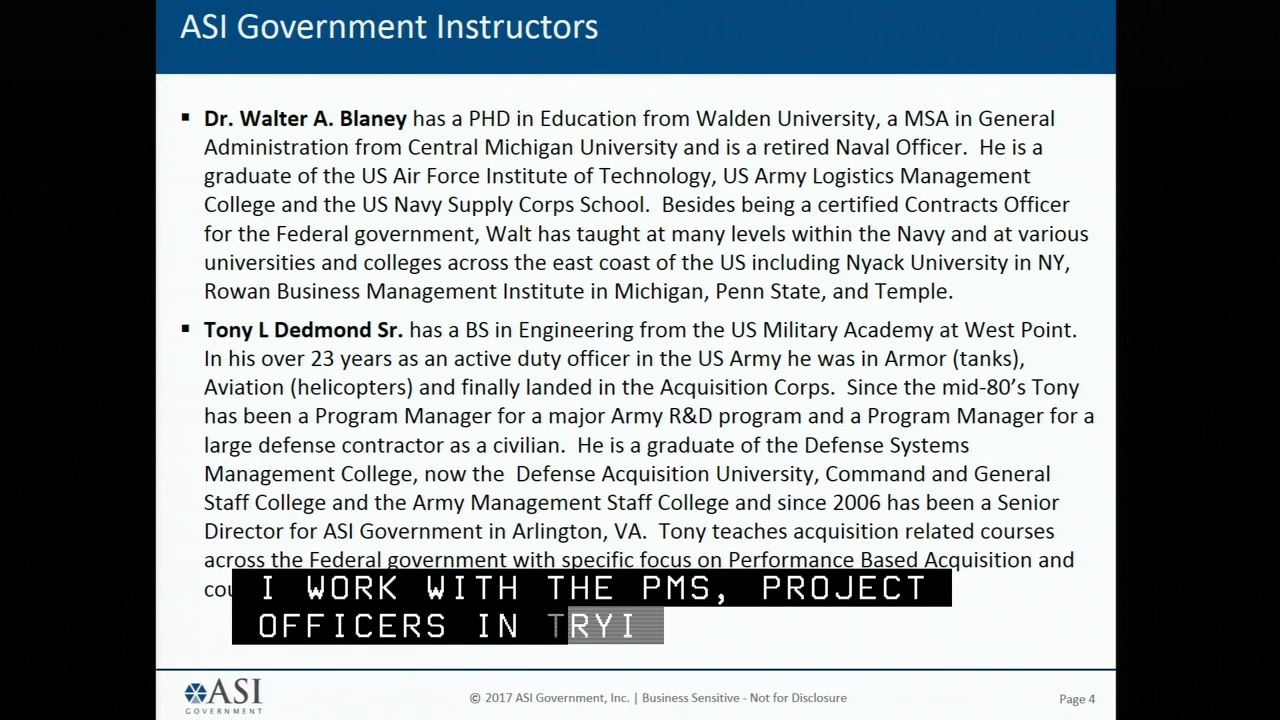 ASI Government Instructors
▪ Dr. Walter A. Blaney has a PHD in Education from Walden University, a MSA in General
Administration from Central Michigan University and is a retired Naval Officer.  He is a
graduate of the US Air Force Institute of Technology, US Army Logistics Management
College and the US Navy Supply Corps School.  Besides being a certified Contracts Officer
for the Federal government, Walt has taught at many levels within the Navy and at various
universities and colleges across the east coast of the US including Nyack University in NY,
Rowan Business Management Institute in Michigan, Penn State, and Temple.
▪ Tony L Dedmond Sr. has a BS in Engineering from the US Military Academy at West Point.
In his over 23 years as an active duty officer in the US Army he was in Armor (tanks),
Aviation (helicopters) and finally landed in the Acquisition Corps.  Since the mid-80's Tony
has been a Program Manager for a major Army R&D program and a Program Manager for a
large defense contractor as a civilian.  He is a graduate of the Defense Systems
Management College, now the  Defense Acquisition University, Command and General
Staff College and the Army Management Staff College and since 2006 has been a Senior
Director for ASI Government in Arlington, VA.  Tony teaches acquisition related courses
across the Federal government with specific focus on Performance Based Acquisition and
I WORK WITH THE PMS, PROJECT
OFFICERS IN TRYI
ASI
GOVERNMENT
© 2017 ASI Government, Inc. | Business Sensitive - Not for Disclosure
Page 4